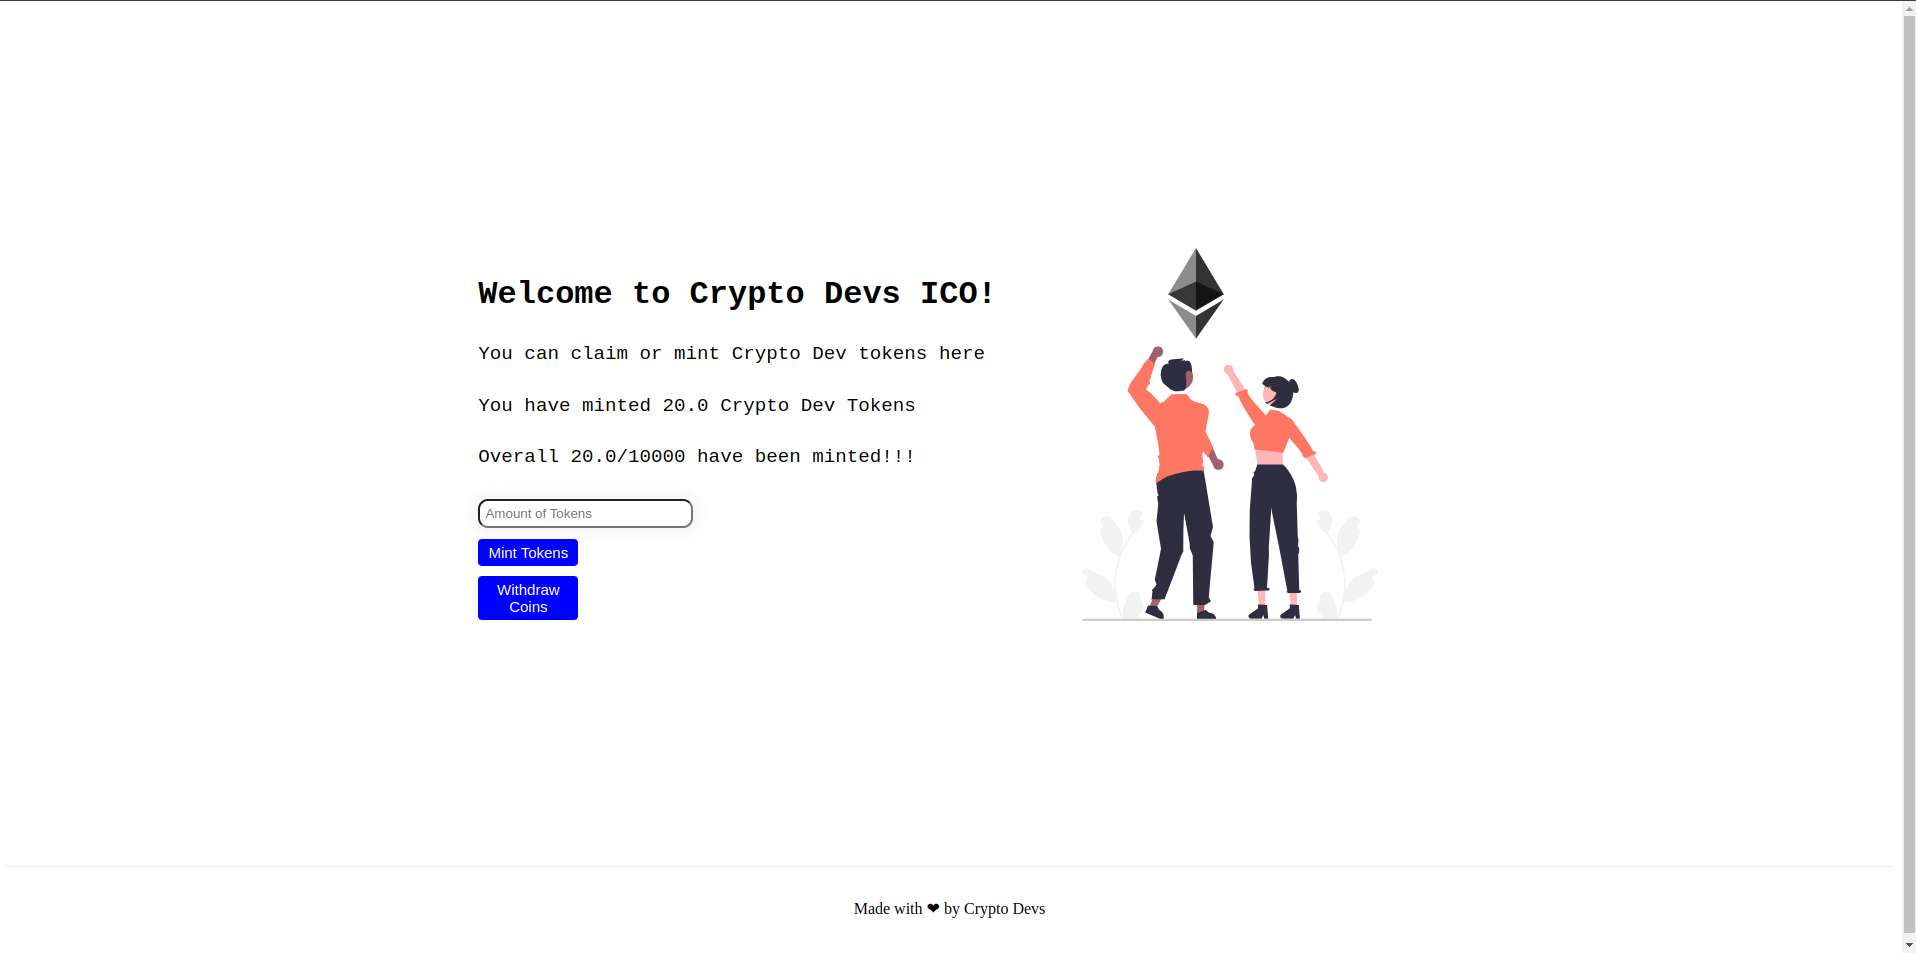 Welcome to Crypto Devs ICO!
You can claim or mint Crypto Dev tokens here
You have minted 20.0 Crypto Dev Tokens
Overall 20.0/10000 have been minted!!!
Amount of Tokens
Mint Tokens
Withdraw
Coins
Made with ❤ by Crypto Devs